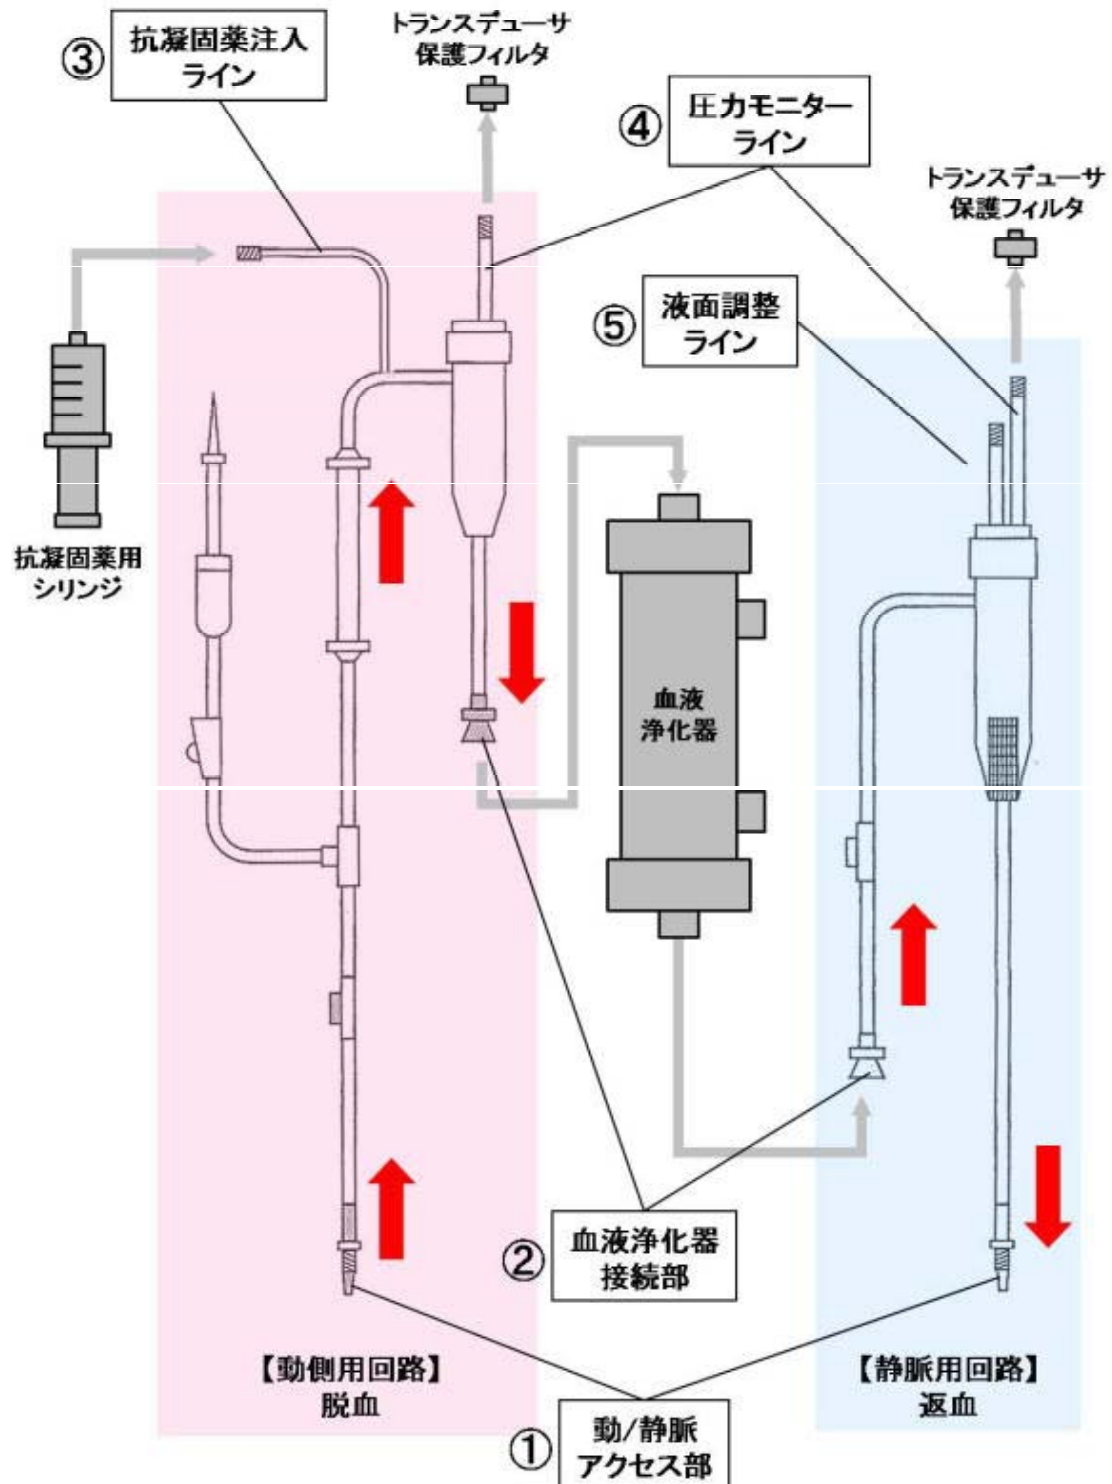 ③
抗凝固薬注入
ライン
トランスデューサ
保護フィルタ
④
圧力モニター
ライン
トランスデューサ
保護フィルタ
⑤
液面調整
ライン
抗凝固薬用
シリンジ
血液
浄化器
②
血液浄化器
接続部
【動側用回路】
脱血
【静脈用回路】
返血
①
動/静脈
アクセス部